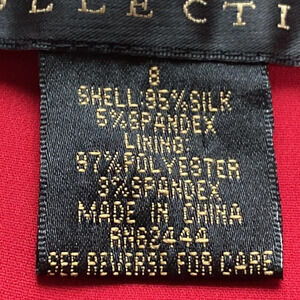 OLLECTI
8
SHELL:95%SILK
5%SPANDEX
LINING:
97%POLYESTER
3%SPANDEX
MADE IN CHINA
RN62444
SEE REVERSE FOR CARE